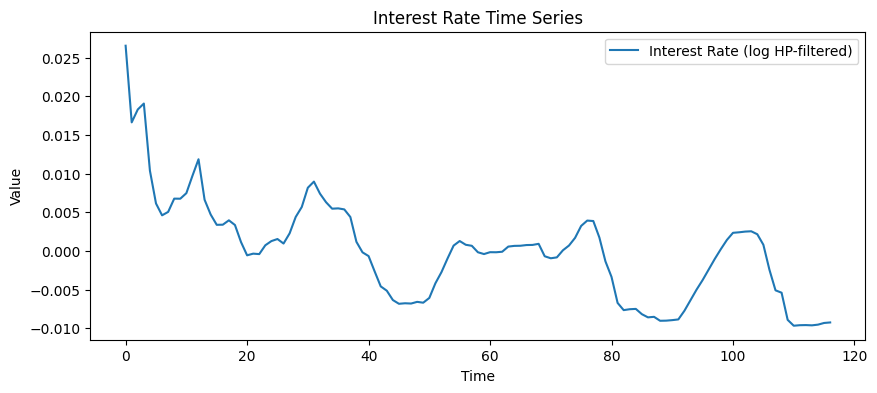 Interest Rate Time Series
Interest Rate (log HP-filtered)
Value
0.025
0.020
0.015
0.010
0.005
0.000
−0.005
−0.010
0 20 40 60 80 100 120
Time